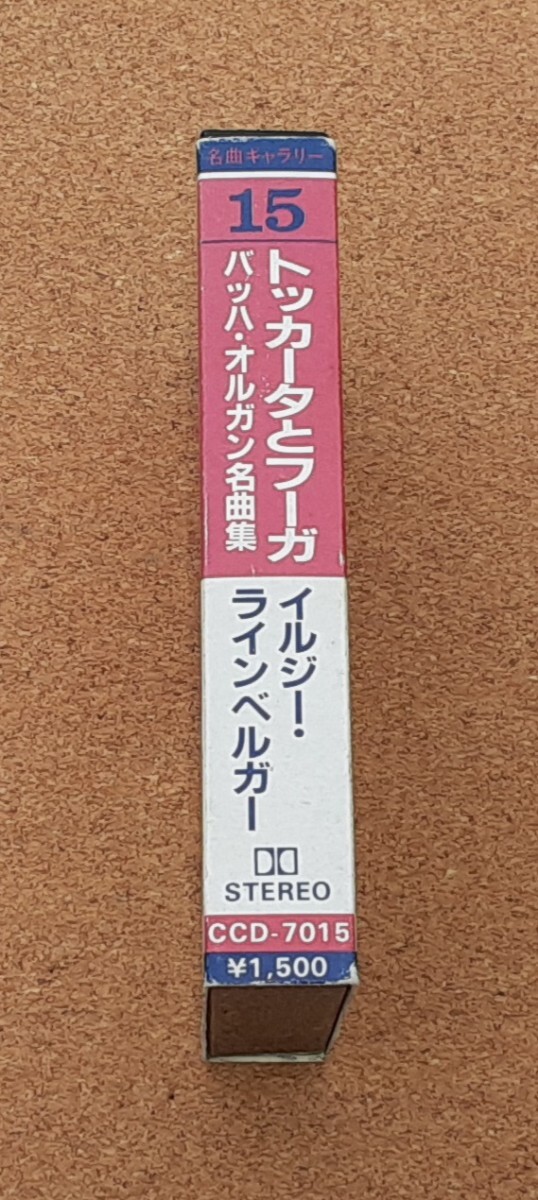 名曲ギャラリー
15
トッカータとフーガ
バッハ・オルガン名曲集
イルジー・
ラインベルガー
STEREO
CCD-7015
¥1,500